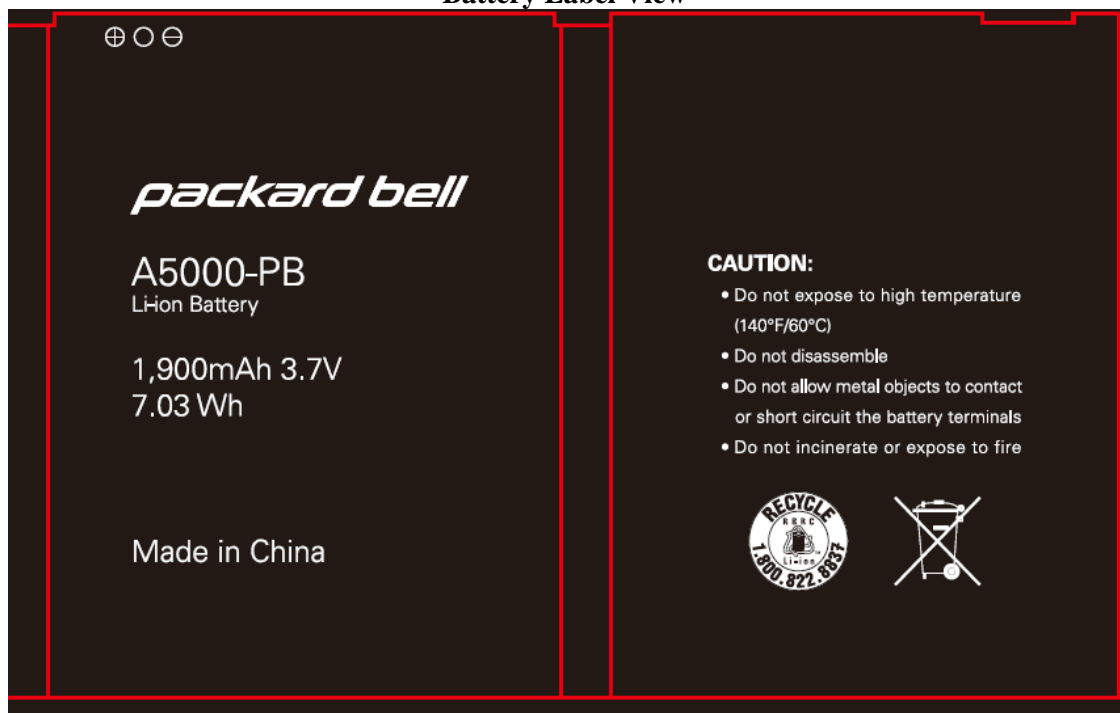 Battery Label view
⊕○⊖
packard bell
A5000-PB
Li-ion Battery
1,900mAh 3.7V
7.03 Wh
Made in China
CAUTION:
• Do not expose to high temperature
(140°F/60°C)
• Do not disassemble
• Do not allow metal objects to contact
or short circuit the battery terminals
• Do not incinerate or expose to fire
RECYCLE
RBRC
Li-ion
1.800.822.8837